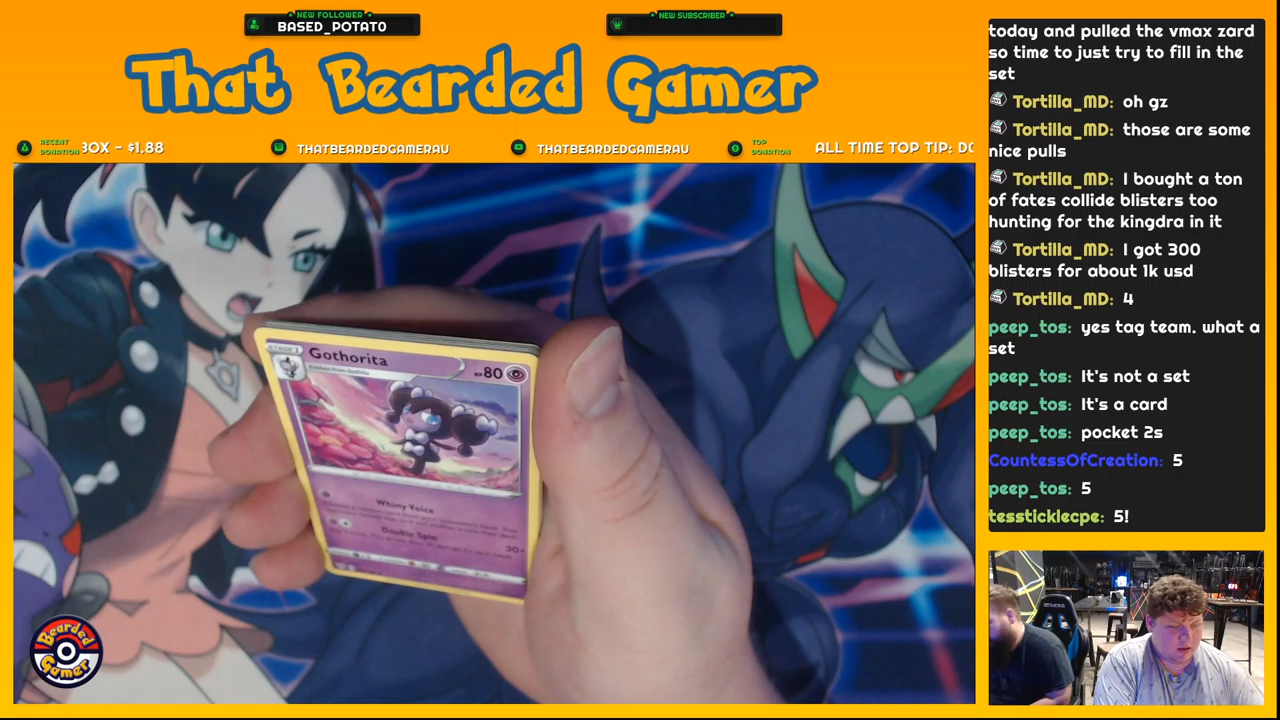 NEW FOLLOWER
BASED_POTATO
NEW SUBSCRIBER
That Bearded Gamer
RECENT DONATION
BOX - $1.88
THATBEARDEDGAMERAU
THATBEARDEDGAMERAU
TOP DONATION
ALL TIME TOP TIP:
Gothorita
HP 80
Whiny Voice
Double Spin
30×
Bearded
Gamer
today and pulled the vmax zard
so time to just try to fill in the
set
Tortilla_MD: oh gz
Tortilla_MD: those are some
nice pulls
Tortilla_MD: I bought a ton
of fates collide blisters too
hunting for the kingdra in it
Tortilla_MD: I got 300
blisters for about 1k usd
Tortilla_MD: 4
peep_tos: yes tag team. what a
set
peep_tos: It's not a set
peep_tos: It's a card
peep_tos: pocket 2s
CountessOfCreation: 5
peep_tos: 5
tessticklecpe: 5!